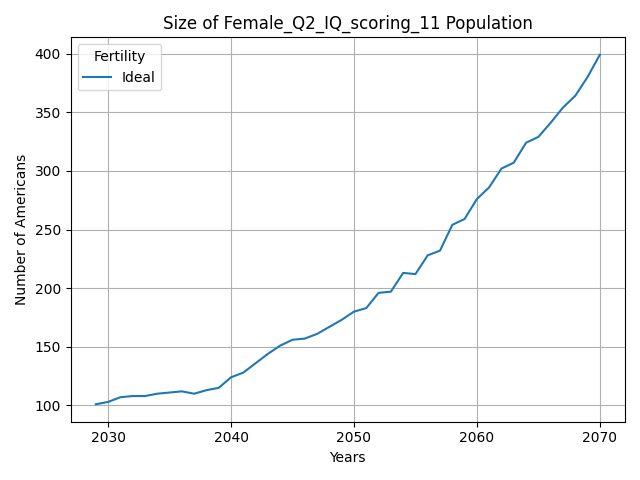 Size of Female_Q2_IQ_scoring_11 Population
Fertility
Ideal
Number of Americans
400
350
300
250
200
150
100
2030 2040 2050 2060 2070
Years